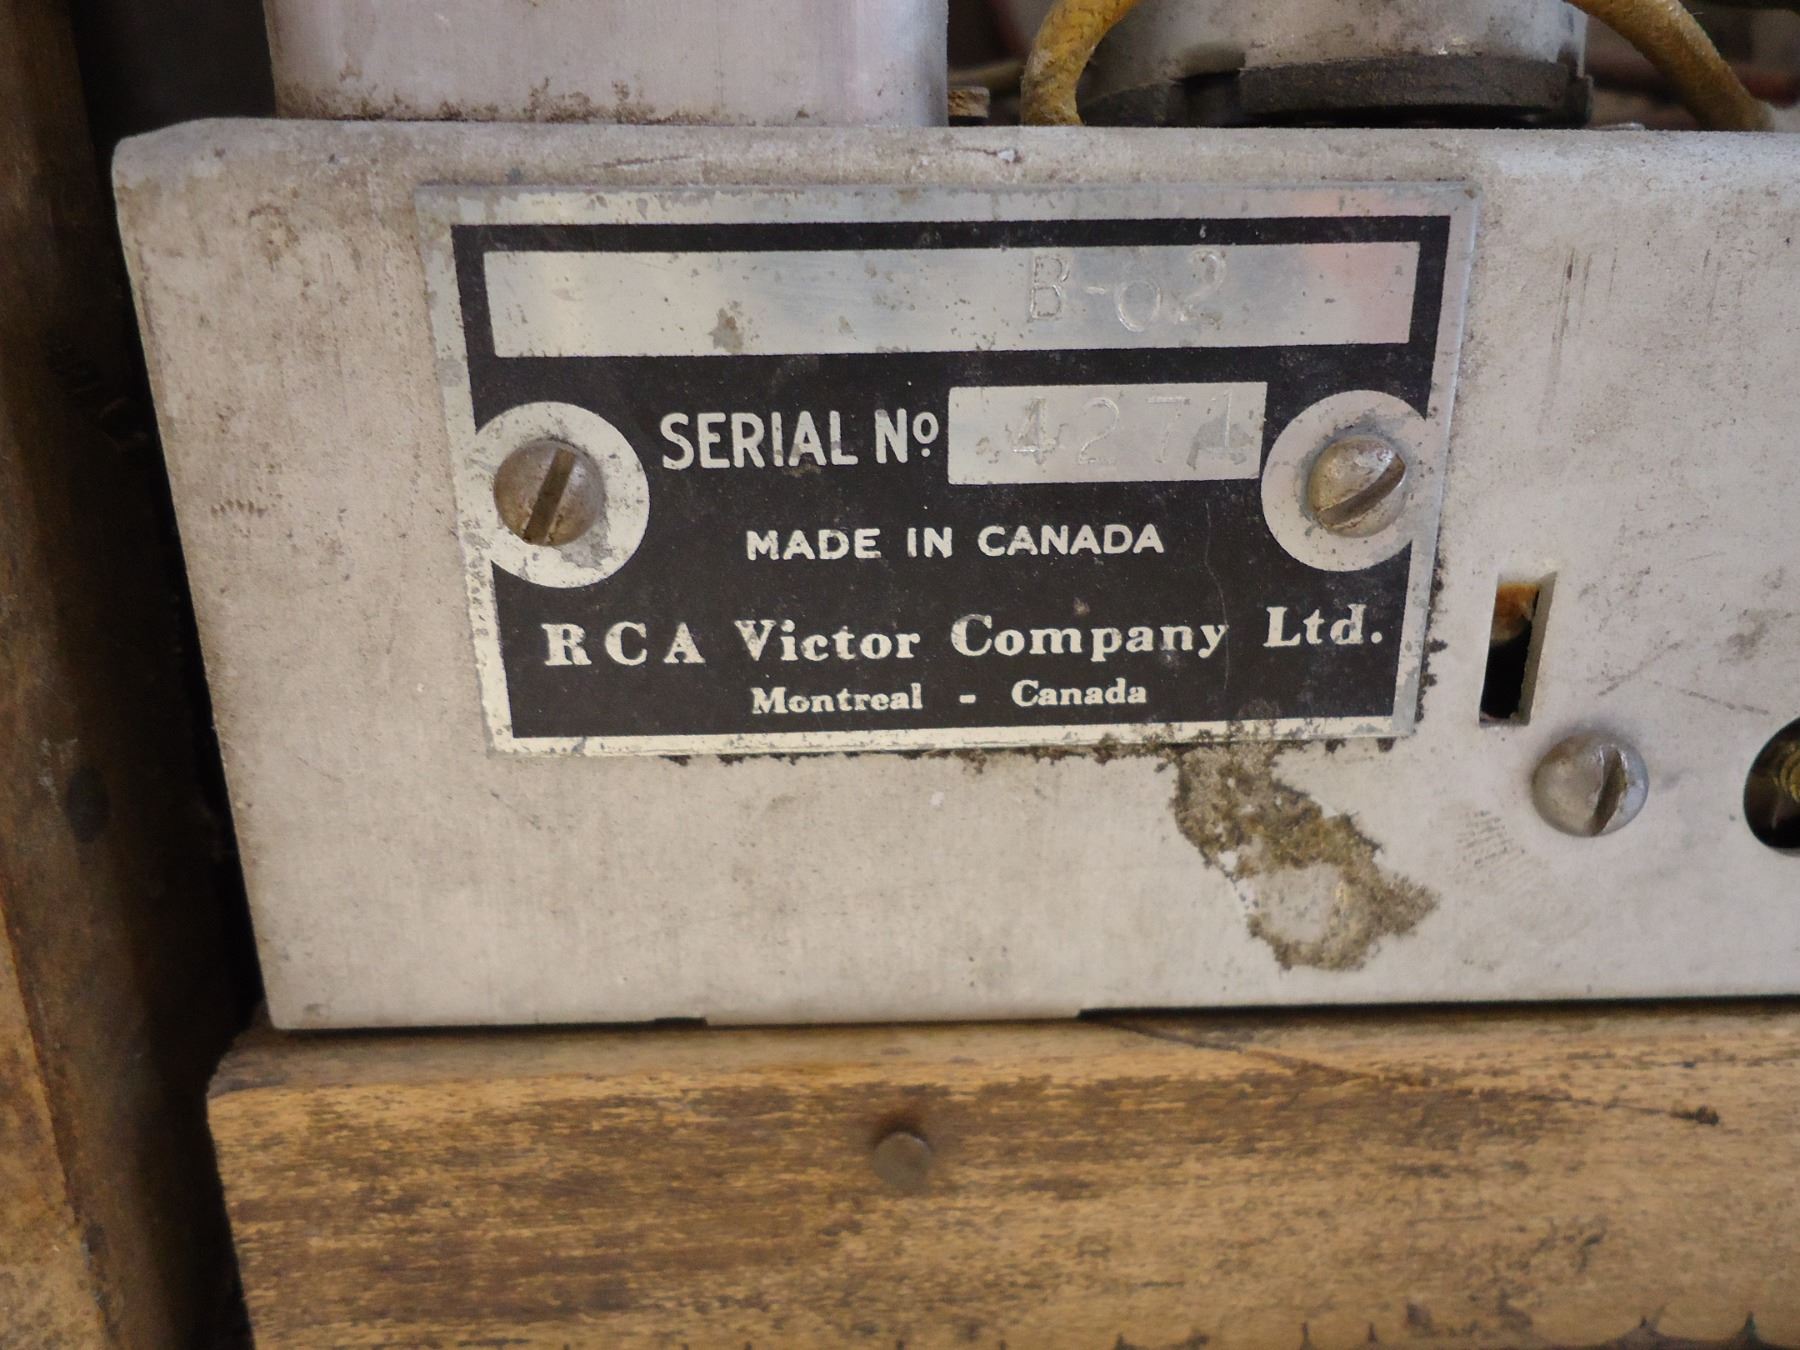 B-62
SERIAL Nº 4271
MADE IN CANADA
RCA Victor Company Ltd.
Montreal - Canada